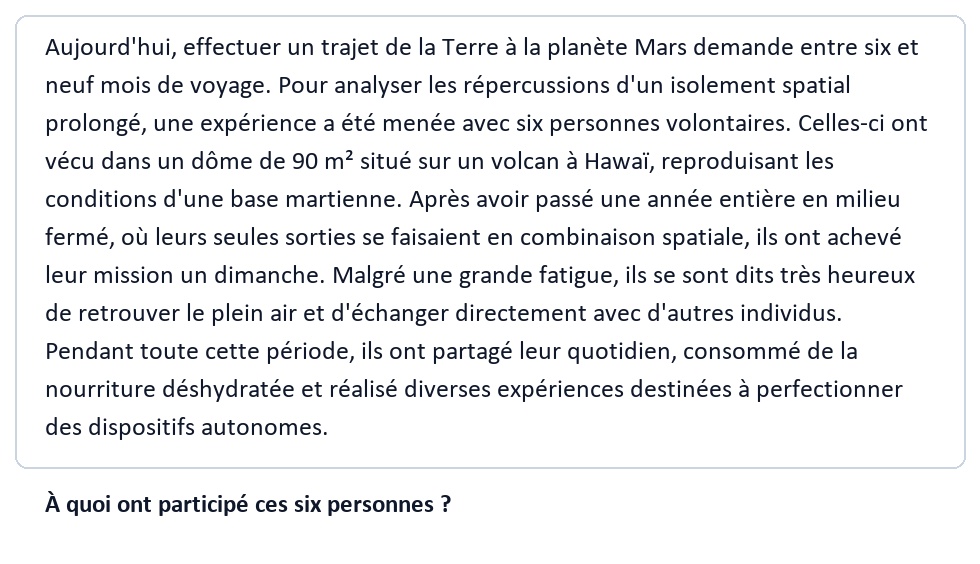 Aujourd'hui, effectuer un trajet de la Terre à la planète Mars demande entre six et
neuf mois de voyage. Pour analyser les répercussions d'un isolement spatial
prolongé, une expérience a été menée avec six personnes volontaires. Celles-ci ont
vécu dans un dôme de 90 m² situé sur un volcan à Hawaï, reproduisant les
conditions d'une base martienne. Après avoir passé une année entière en milieu
fermé, où leurs seules sorties se faisaient en combinaison spatiale, ils ont achevé
leur mission un dimanche. Malgré une grande fatigue, ils se sont dits très heureux
de retrouver le plein air et d'échanger directement avec d'autres individus.
Pendant toute cette période, ils ont partagé leur quotidien, consommé de la
nourriture déshydratée et réalisé diverses expériences destinées à perfectionner
des dispositifs autonomes.
À quoi ont participé ces six personnes ?